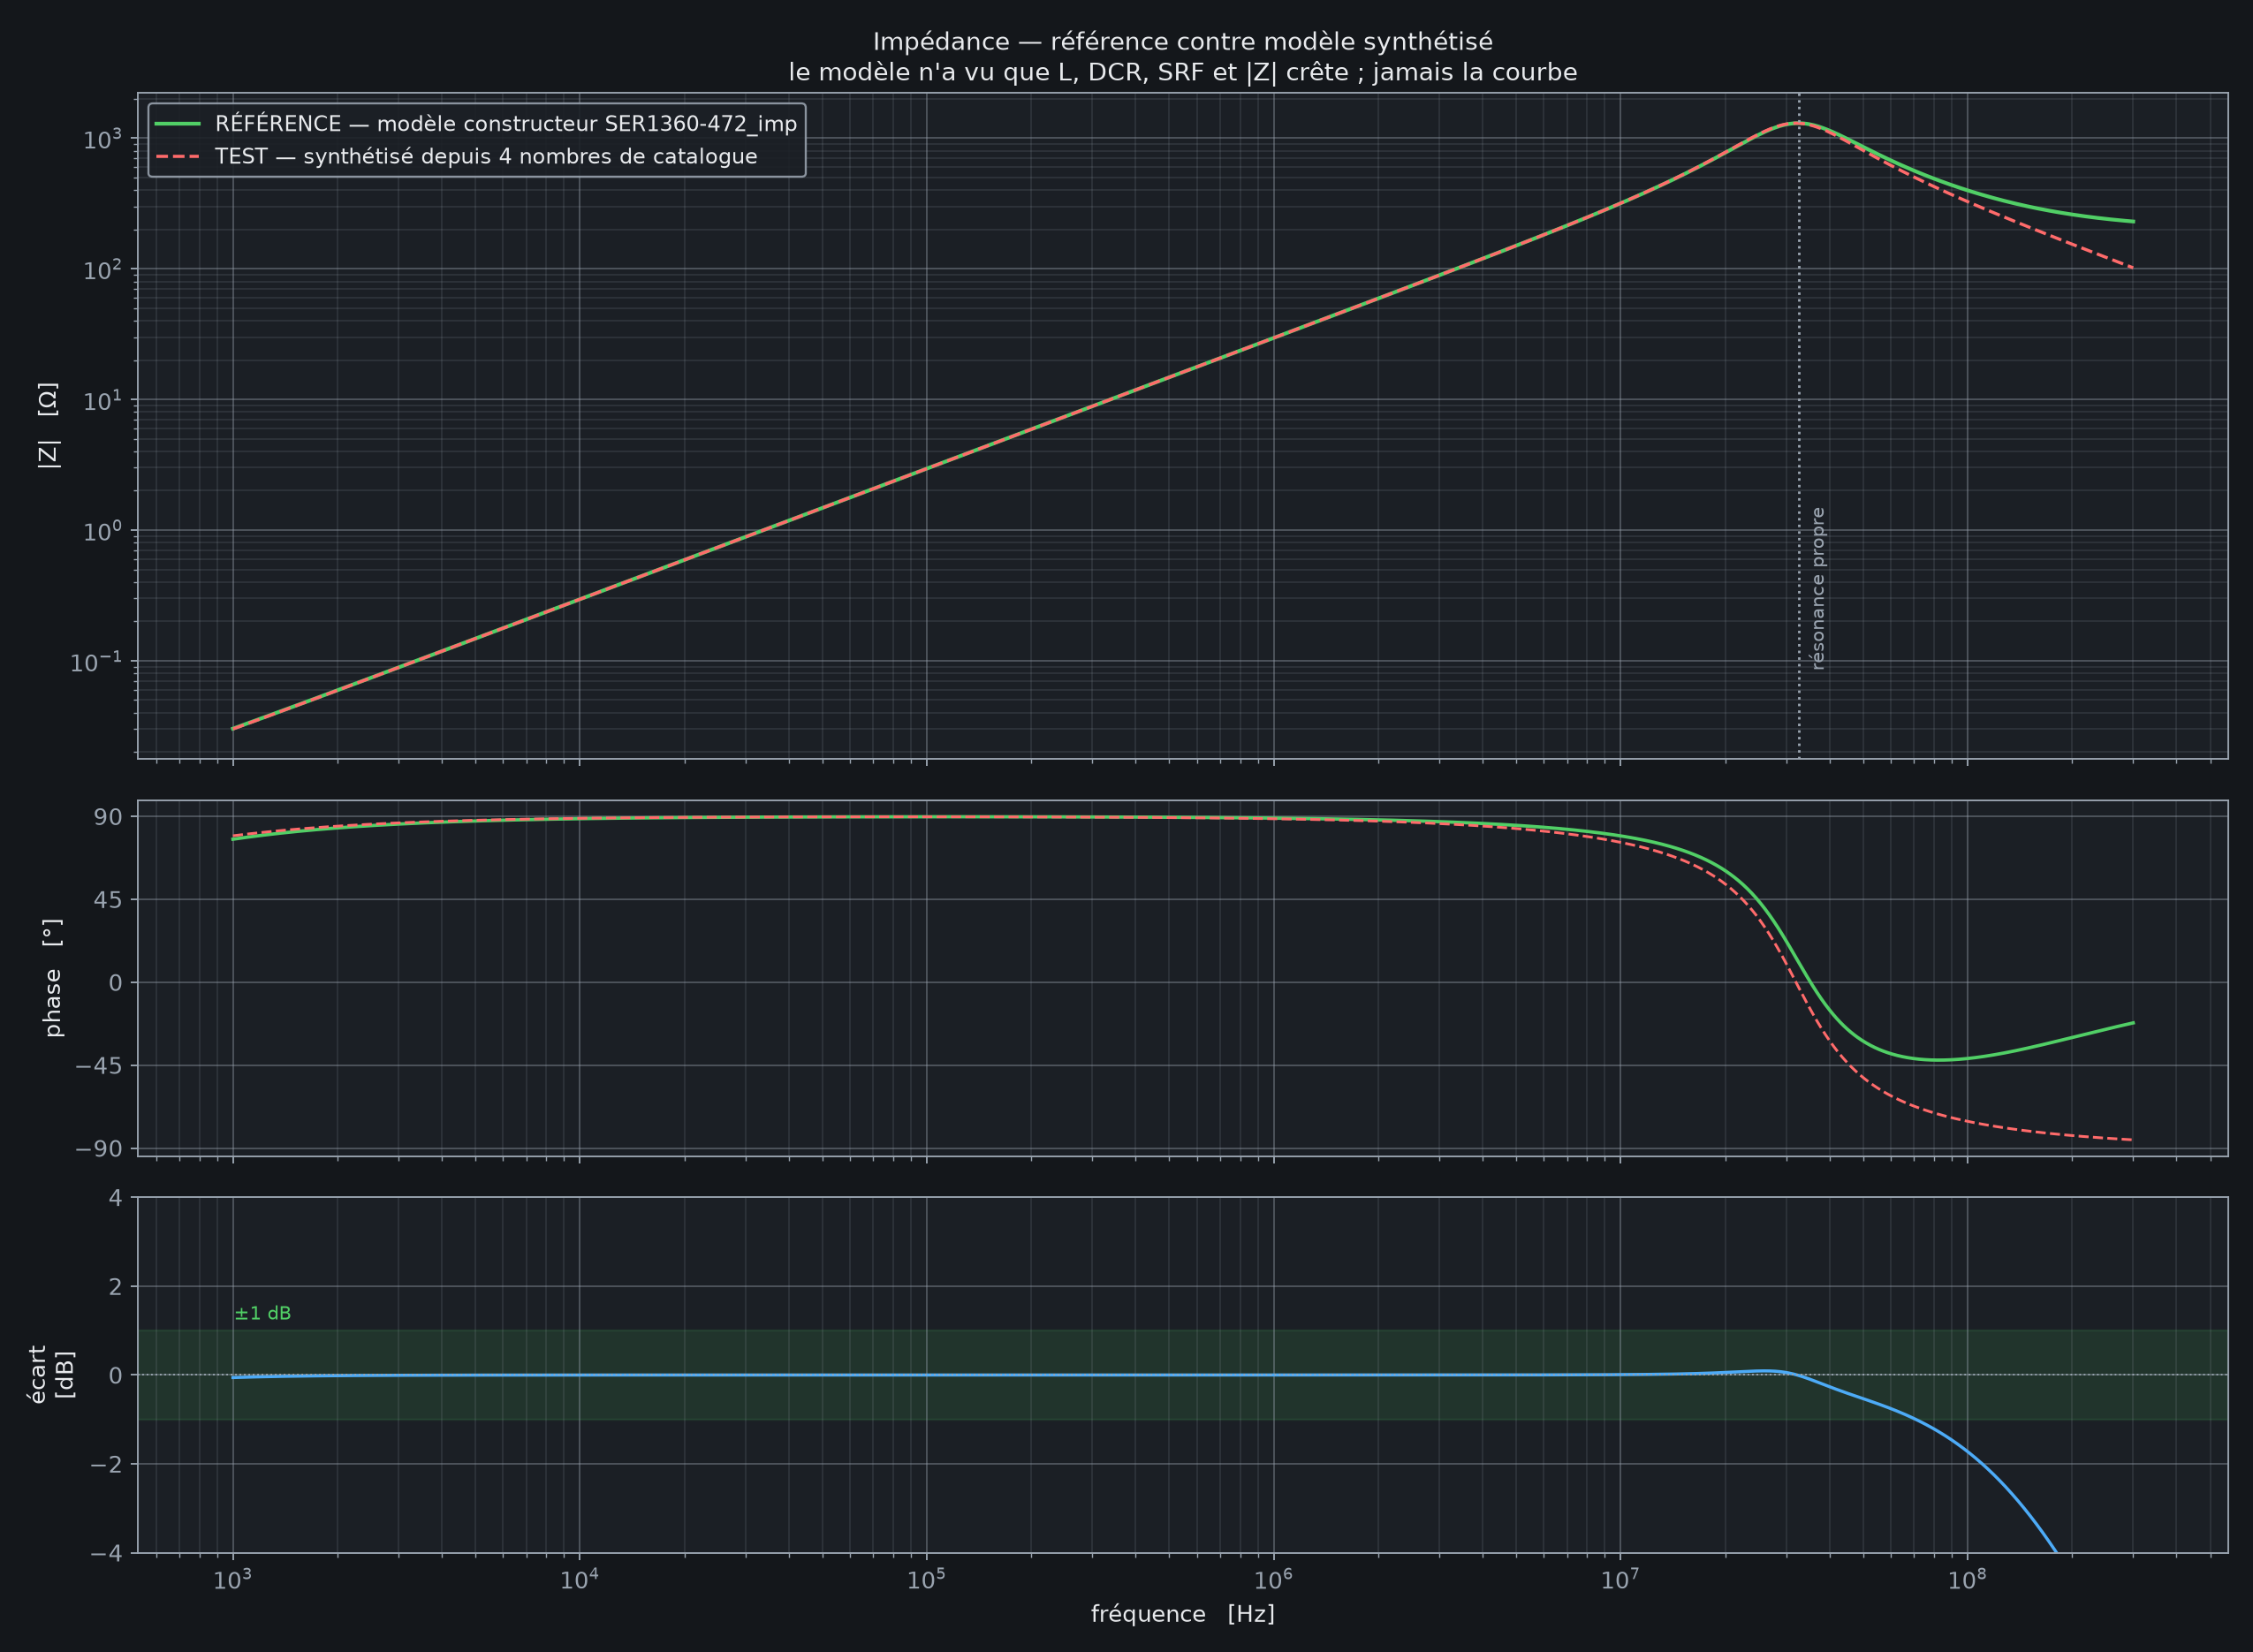 Impédance — référence contre modèle synthétisé
le modèle n'a vu que L, DCR, SRF et |Z| crête ; jamais la courbe
RÉFÉRENCE — modèle constructeur SER1360-472_imp
TEST — synthétisé depuis 4 nombres de catalogue
10³
10²
10¹
10⁰
10⁻¹
|Z| [Ω]
résonance propre
90
45
0
−45
−90
phase [°]
4
2
0
−2
−4
écart
[dB]
±1 dB
10³ 10⁴ 10⁵ 10⁶ 10⁷ 10⁸
fréquence [Hz]